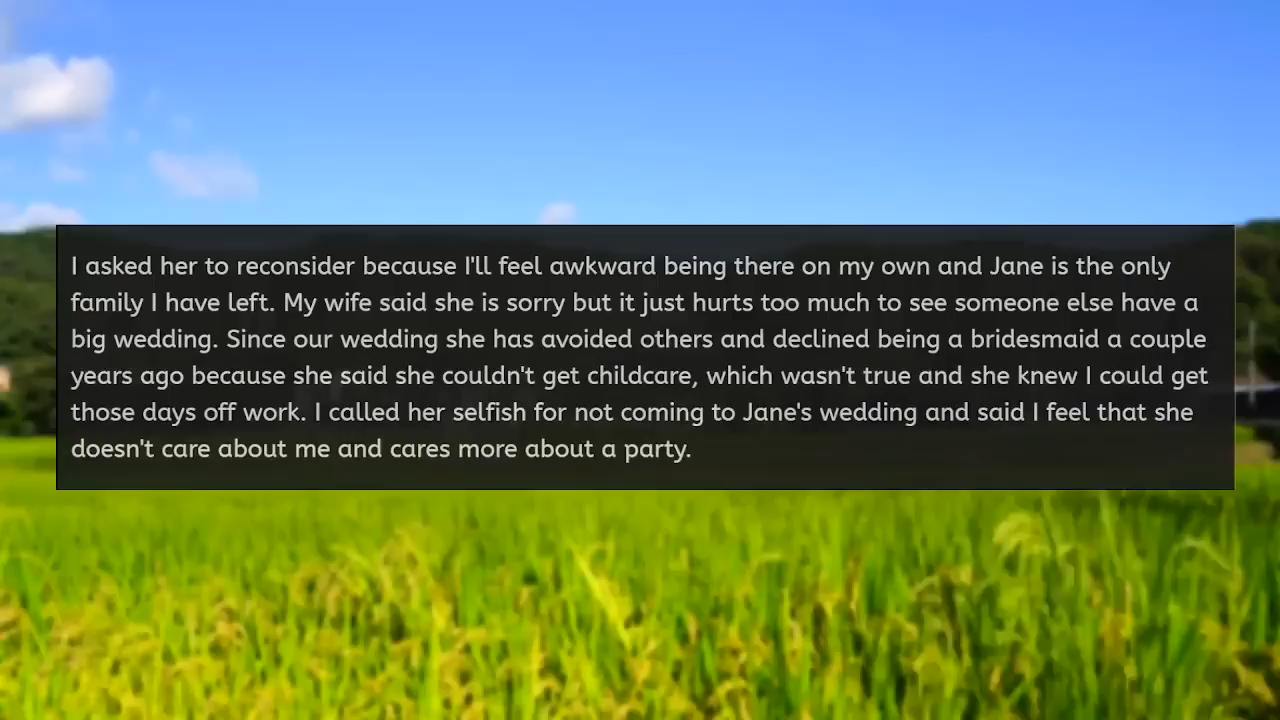 I asked her to reconsider because I'll feel awkward being there on my own and Jane is the only
family I have left. My wife said she is sorry but it just hurts too much to see someone else have a
big wedding. Since our wedding she has avoided others and declined being a bridesmaid a couple
years ago because she said she couldn't get childcare, which wasn't true and she knew I could get
those days off work. I called her selfish for not coming to Jane's wedding and said I feel that she
doesn't care about me and cares more about a party.